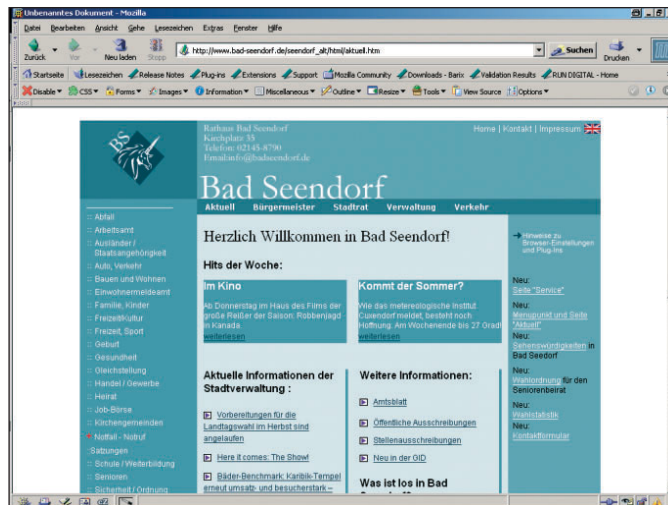 Unbenanntes Dokument - Mozilla
Datei Bearbeiten Ansicht Gehe Lesezeichen Extras Fenster Hilfe
Zurück Vor Neu laden Stopp http://www.bad-seendorf.de/seendorf_alt/html/aktuell.htm Suchen Drucken
Startseite Lesezeichen Release Notes Plug-ins Extensions Support Mozilla Community Downloads - Barix Validation Results RUN DIGITAL - Home
Disable CSS Forms Images Information Miscellaneous Outline Resize Tools View Source Options
BS
Rathaus Bad Seendorf
Kirchplatz 35
Telefon: 02145-8790
Email:info@badseendorf.de
Home | Kontakt | Impressum
Bad Seendorf
Aktuell Bürgermeister Stadtrat Verwaltung Verkehr
:: Abfall
:: Arbeitsamt
:: Ausländer /
Staatsangehörigkeit
:: Auto, Verkehr
:: Bauen und Wohnen
:: Einwohnermeldeamt
:: Familie, Kinder
:: Freizeit/Kultur
:: Freizeit, Sport
:: Geburt
:: Gesundheit
:: Gleichstellung
:: Handel / Gewerbe
:: Heirat
:: Job-Börse
:: Kirchengemeinden
Notfall - Notruf
:Satzungen
:: Schule / Weiterbildung
:: Senioren
:: Sicherheit / Ordnung
Herzlich Willkommen in Bad Seendorf!
Hits der Woche:
Im Kino
Ab Donnerstag im Haus des Films der
große Reißer der Saison: Robbenjagd
in Kanada.
weiterlesen
Kommt der Sommer?
Wie das metereologische Institut
Cuxendorf meldet, besteht noch
Hoffnung: Am Wochenende bis 27 Grad!
weiterlesen
Aktuelle Informationen der
Stadtverwaltung :
Vorbereitungen für die
Landtagswahl im Herbst sind
angelaufen
Here it comes: The Show!
Bäder-Benchmark: Karibik-Tempel
erneut umsatz- und besucherstark –
Weitere Informationen:
Amtsblatt
Öffentliche Ausschreibungen
Stellenausschreibungen
Neu in der GID
Was ist los in Bad
Hinweise zu
Browser-Einstellungen
und Plug-Ins
Neu:
Seite "Service"
Neu:
Menüpunkt und Seite
"Aktuell"
Neu:
Sehenswürdigkeiten in
Bad Seedorf
Neu:
Wahlordnung für den
Seniorenbeirat
Neu:
Wahlstatistik
Neu:
Kontaktformular